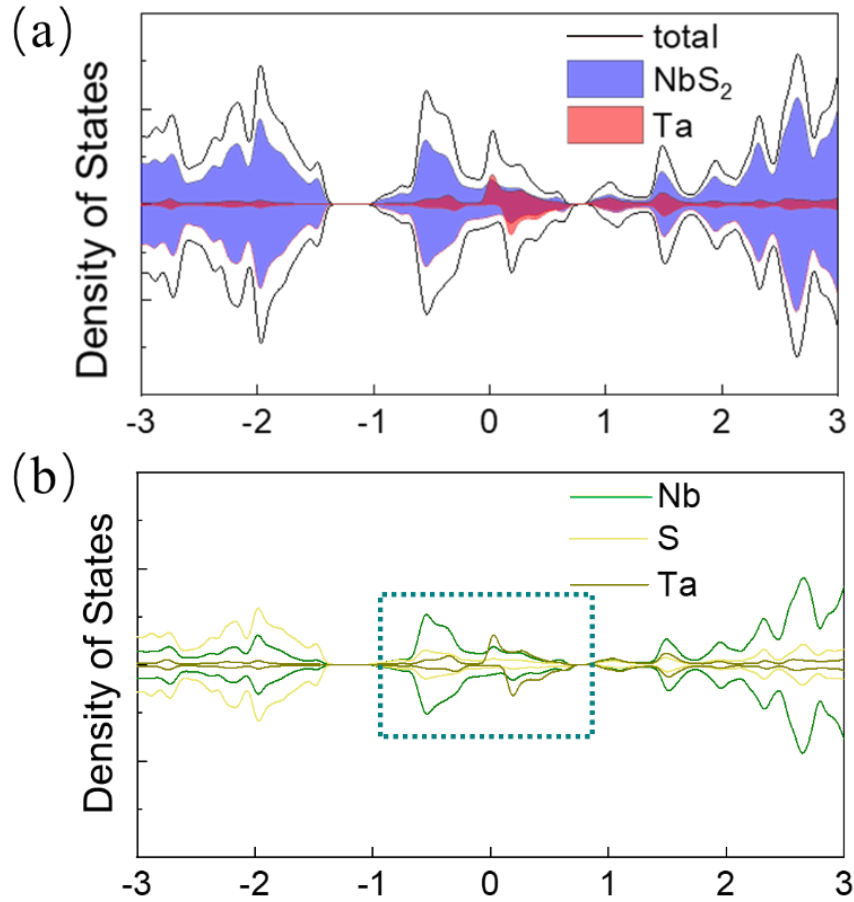 (a)
total
NbS₂
Ta
Density of States
-3 -2 -1 0 1 2 3
(b)
Nb
S
Ta
Density of States
-3 -2 -1 0 1 2 3